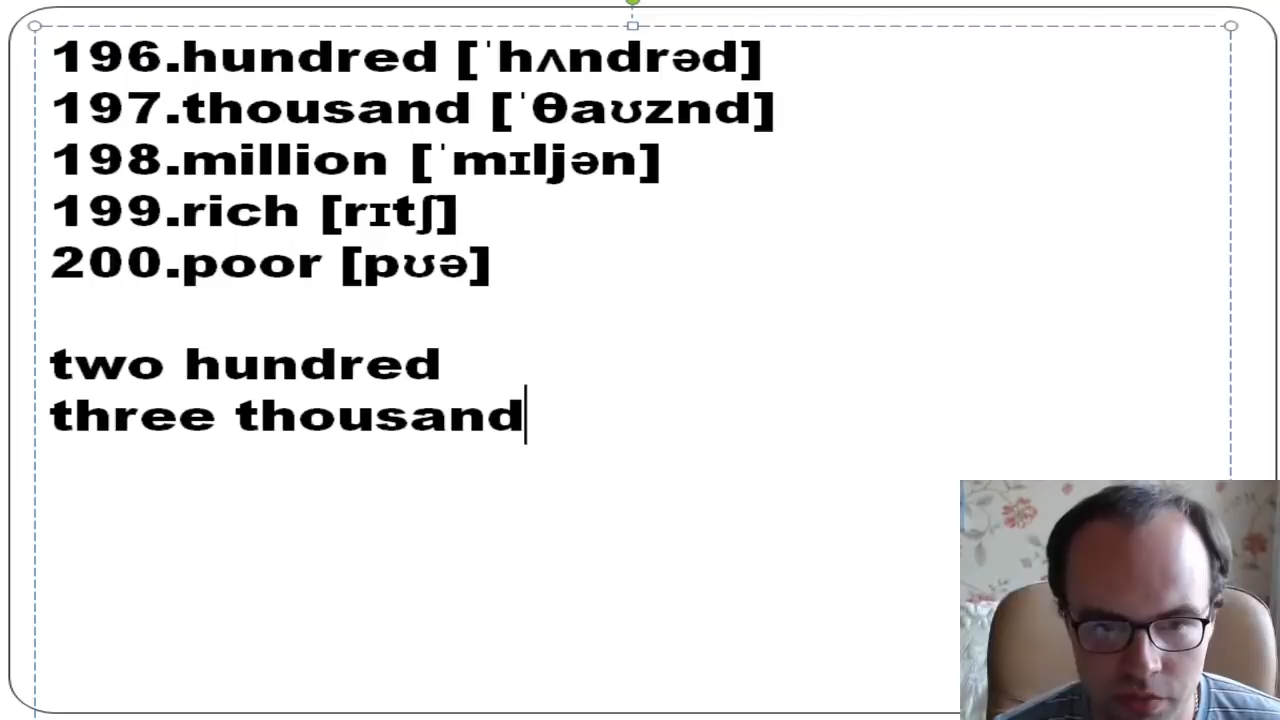 196.hundred [ˈhʌndrəd]
197.thousand [ˈθaʊznd]
198.million [ˈmɪljən]
199.rich [rɪtʃ]
200.poor [pʊə]
two hundred
three thousand